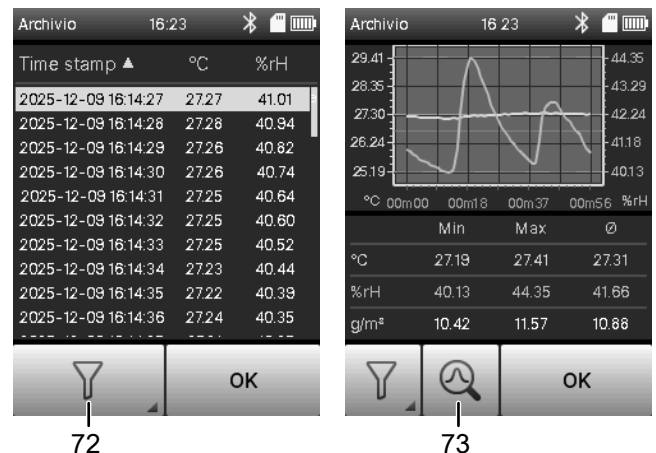 Archivio 16:23
Time stamp ▲ °C %rH
2025-12-09 16:14:27 27.27 41.01
2025-12-09 16:14:28 27.28 40.94
2025-12-09 16:14:29 27.26 40.82
2025-12-09 16:14:30 27.26 40.74
2025-12-09 16:14:31 27.25 40.64
2025-12-09 16:14:32 27.25 40.60
2025-12-09 16:14:33 27.25 40.52
2025-12-09 16:14:34 27.23 40.44
2025-12-09 16:14:35 27.22 40.39
2025-12-09 16:14:36 27.24 40.35
OK
72
Archivio 16 23
29.41 44.35
28.35 43.29
27.30 42.24
26.24 41.18
25.19 40.13
°C 00m00 00m18 00m37 00m56 %rH
Min Max Ø
°C 27.19 27.41 27.31
%rH 40.13 44.35 41.66
g/m³ 10.42 11.57 10.88
OK
73